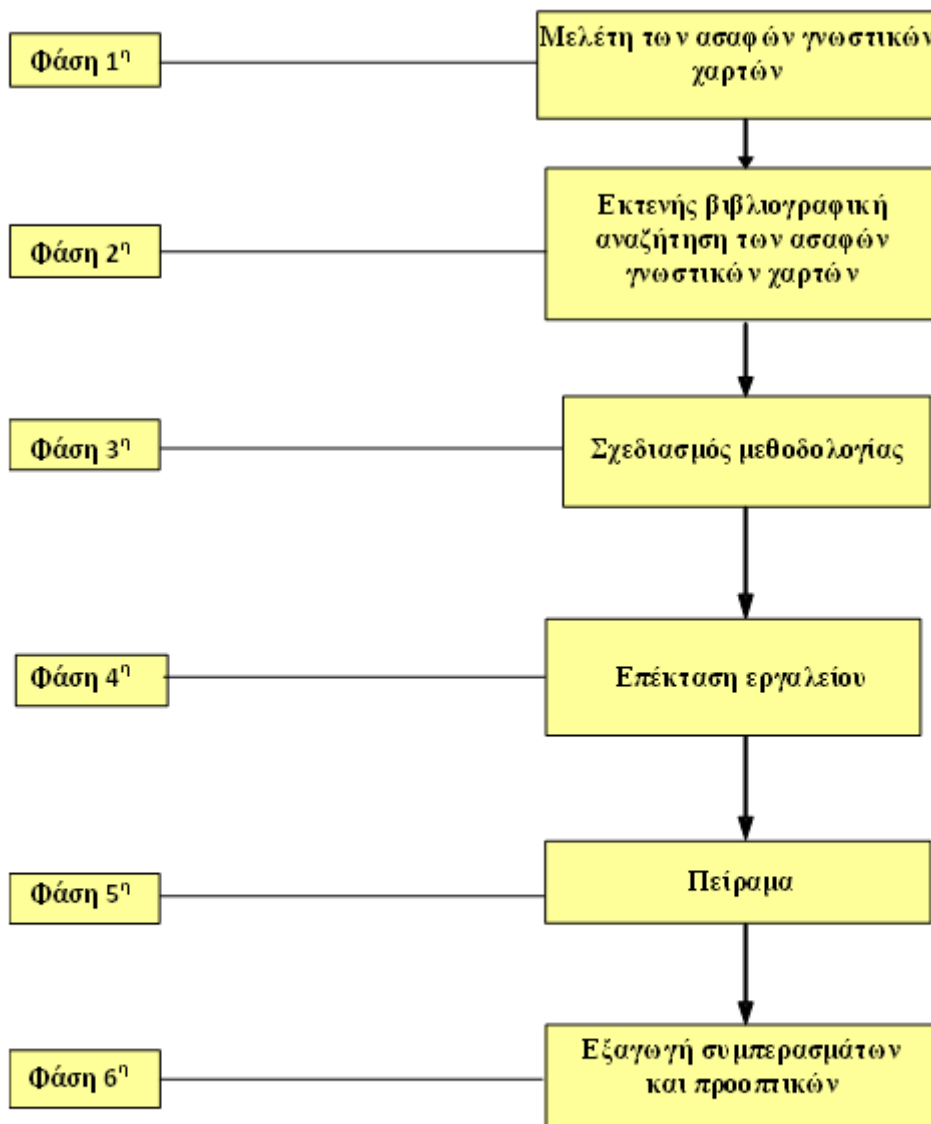 Φάση 1η
Μελέτη των ασαφών γνωστικών
χαρτών
Φάση 2η
Εκτενής βιβλιογραφική
αναζήτηση των ασαφών
γνωστικών χαρτών
Φάση 3η
Σχεδιασμός μεθοδολογίας
Φάση 4η
Επέκταση εργαλείου
Φάση 5η
Πείραμα
Φάση 6η
Εξαγωγή συμπερασμάτων
και προοπτικών